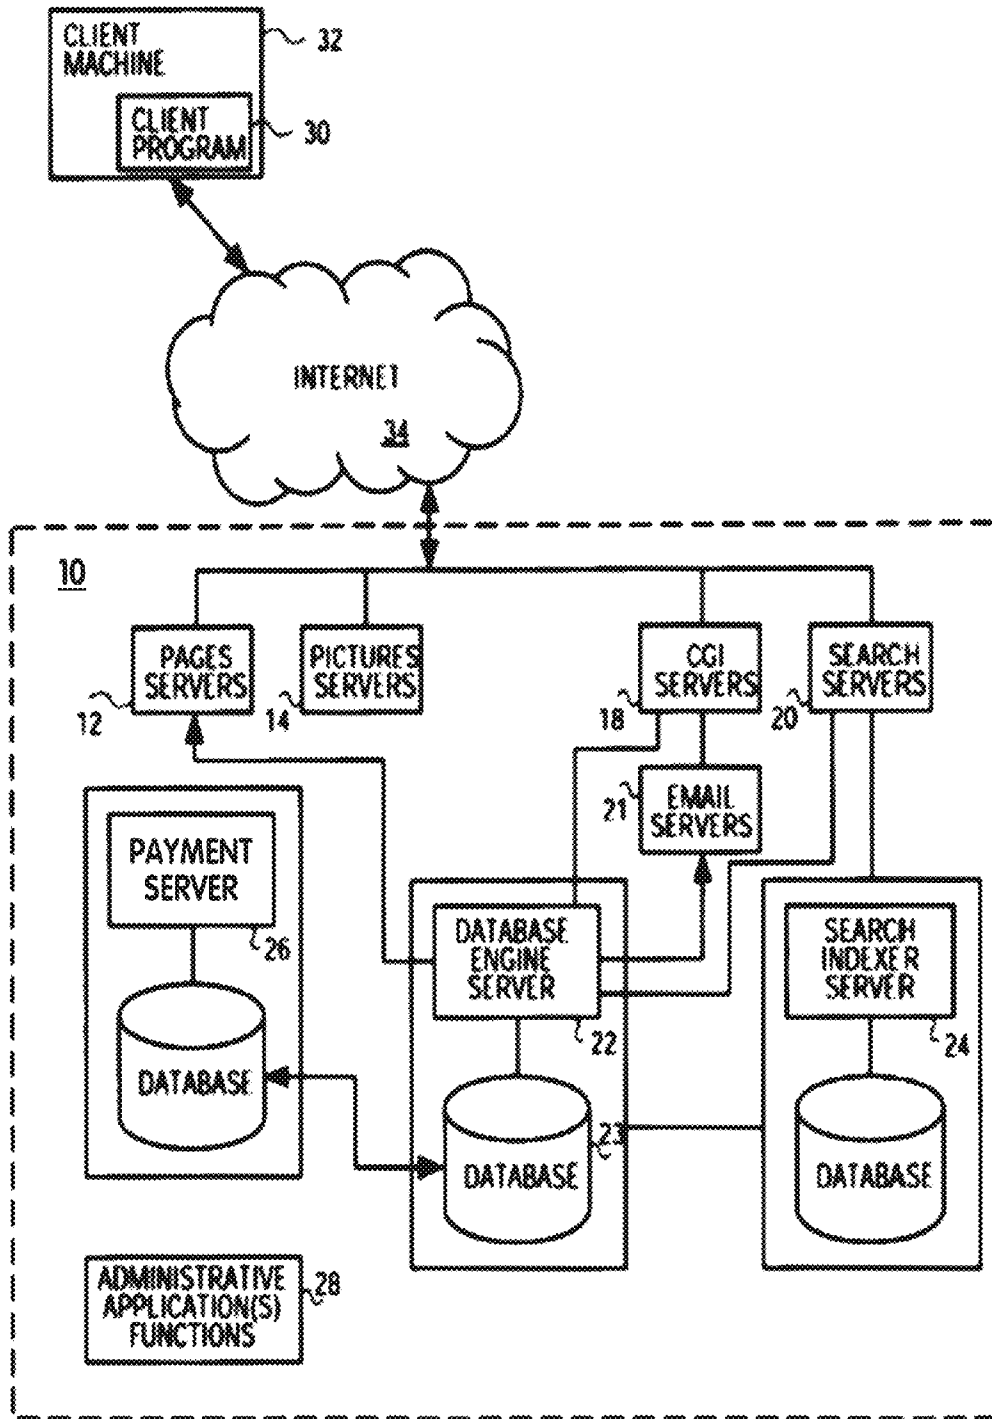 CLIENT
MACHINE
32
CLIENT
PROGRAM
30
INTERNET
34
10
PAGES
SERVERS
12
PICTURES
SERVERS
14
CGI
SERVERS
18
SEARCH
SERVERS
20
EMAIL
SERVERS
21
PAYMENT
SERVER
26
DATABASE
DATABASE
ENGINE
SERVER
22
DATABASE
23
SEARCH
INDEXER
SERVER
24
DATABASE
ADMINISTRATIVE
APPLICATION(S)
FUNCTIONS
28